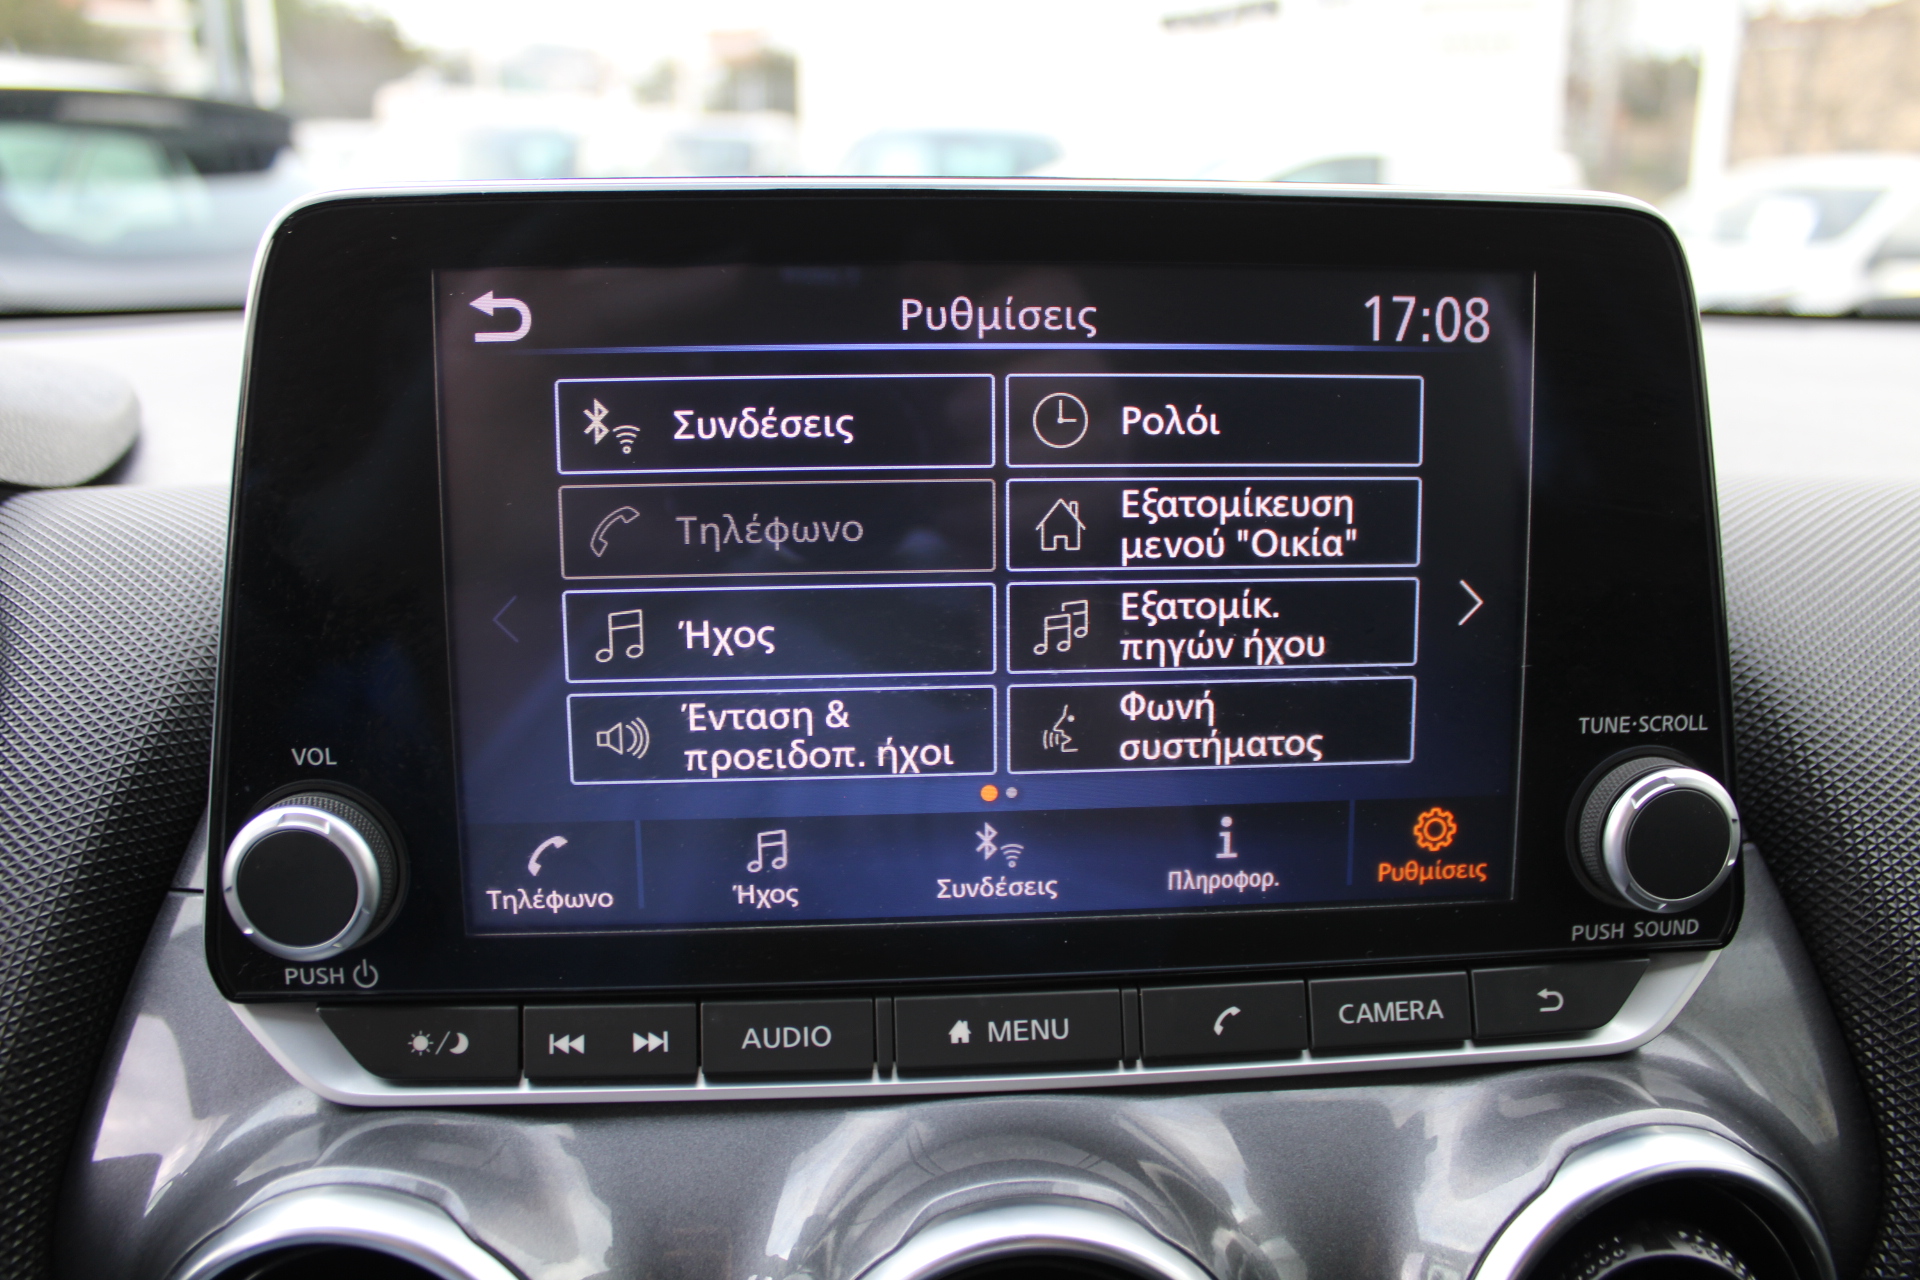 Ρυθμίσεις
17:08
Συνδέσεις
Ρολόι
Τηλέφωνο
Εξατομίκευση
μενού "Οικία"
Ήχος
Εξατομίκ.
πηγών ήχου
Ένταση &
προειδοπ. ήχοι
Φωνή
συστήματος
Τηλέφωνο
Ήχος
Συνδέσεις
Πληροφορ.
Ρυθμίσεις
VOL
PUSH
TUNE·SCROLL
PUSH SOUND
AUDIO
MENU
CAMERA